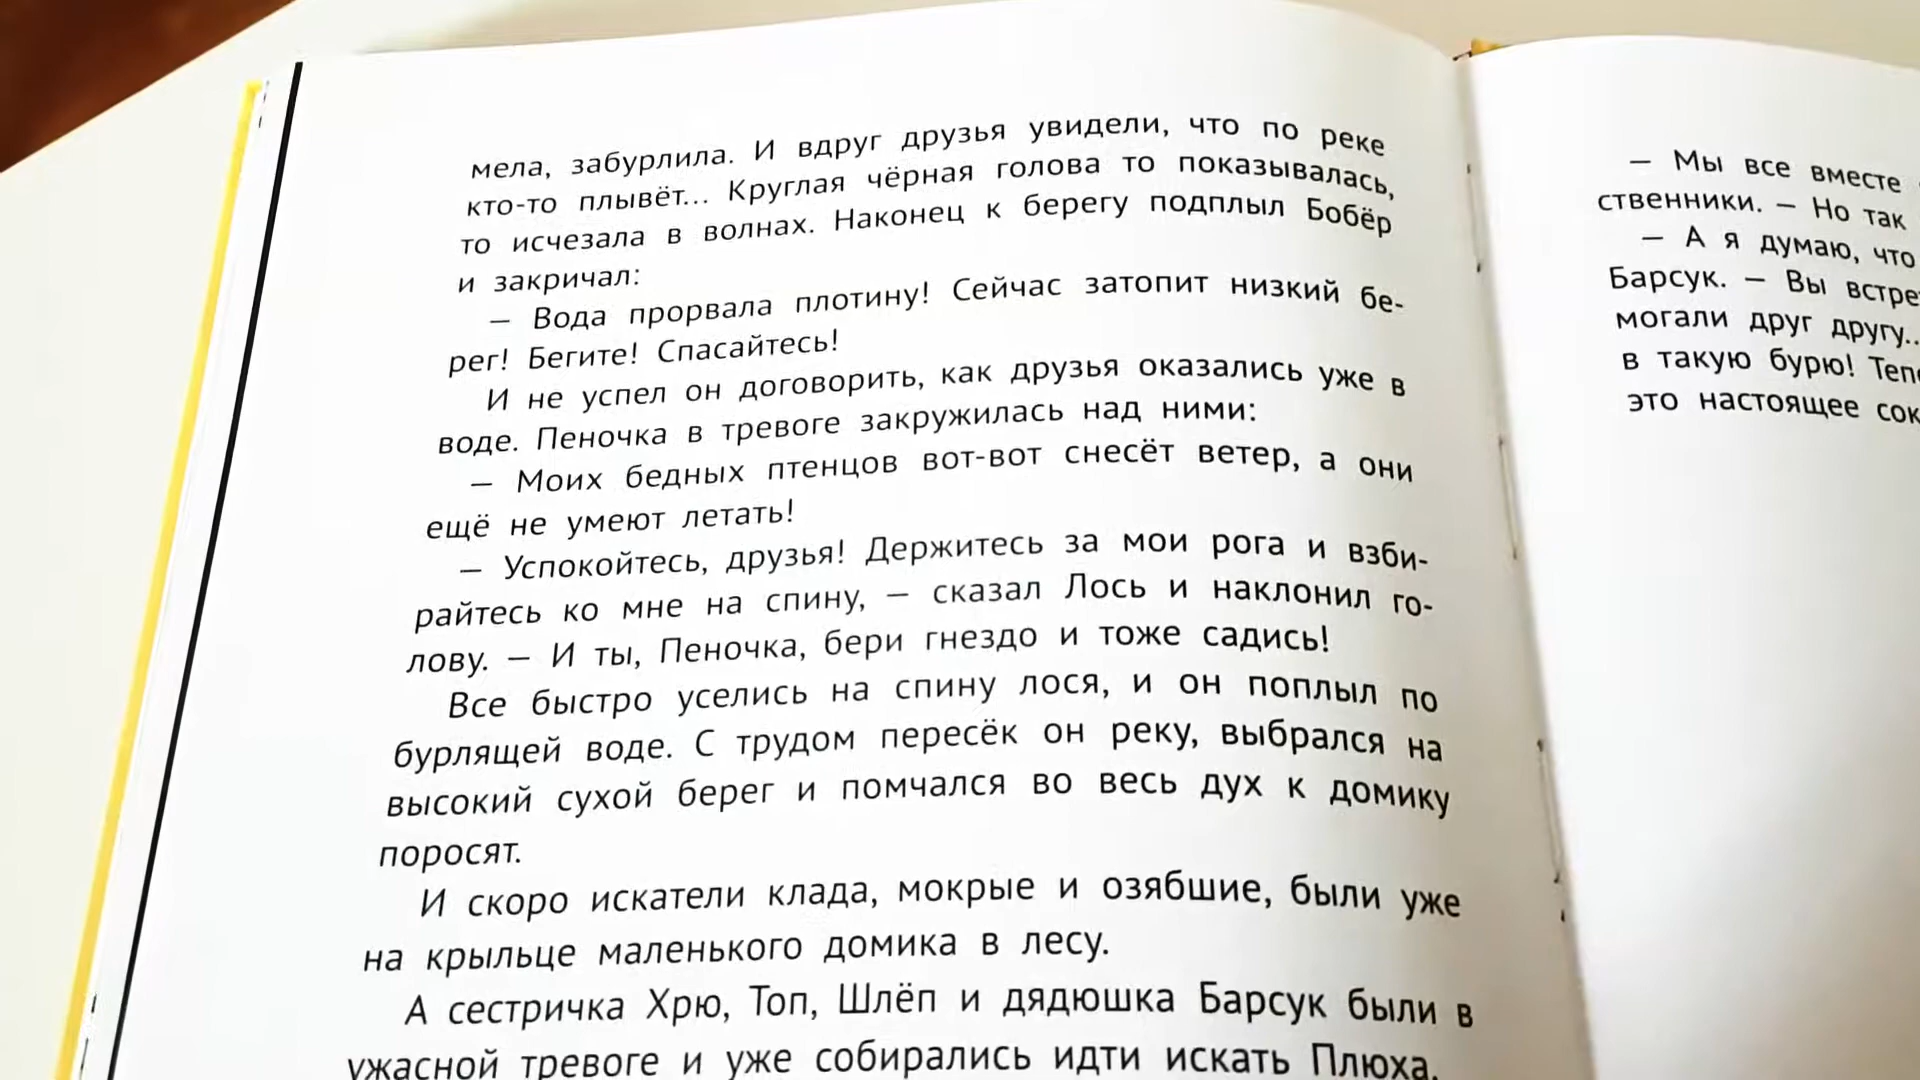 мела, забурлила. И вдруг друзья увидели, что по реке
кто-то плывёт... Круглая чёрная голова то показывалась,
то исчезала в волнах. Наконец к берегу подплыл Бобёр
и закричал:
— Вода прорвала плотину! Сейчас затопит низкий бе-
рег! Бегите! Спасайтесь!
И не успел он договорить, как друзья оказались уже в
воде. Пеночка в тревоге закружилась над ними:
— Моих бедных птенцов вот-вот снесёт ветер, а они
ещё не умеют летать!
— Успокойтесь, друзья! Держитесь за мои рога и взби-
райтесь ко мне на спину, — сказал Лось и наклонил го-
лову. — И ты, Пеночка, бери гнездо и тоже садись!
Все быстро уселись на спину лося, и он поплыл по
бурлящей воде. С трудом пересёк он реку, выбрался на
высокий сухой берег и помчался во весь дух к домику
поросят.
И скоро искатели клада, мокрые и озябшие, были уже
на крыльце маленького домика в лесу.
А сестричка Хрю, Топ, Шлёп и дядюшка Барсук были в
ужасной тревоге и уже собирались идти искать Плюха.
— Мы все вместе
ственники. — Но так
— А я думаю, что
Барсук. — Вы встре
могали друг другу...
в такую бурю! Тепе
это настоящее сок